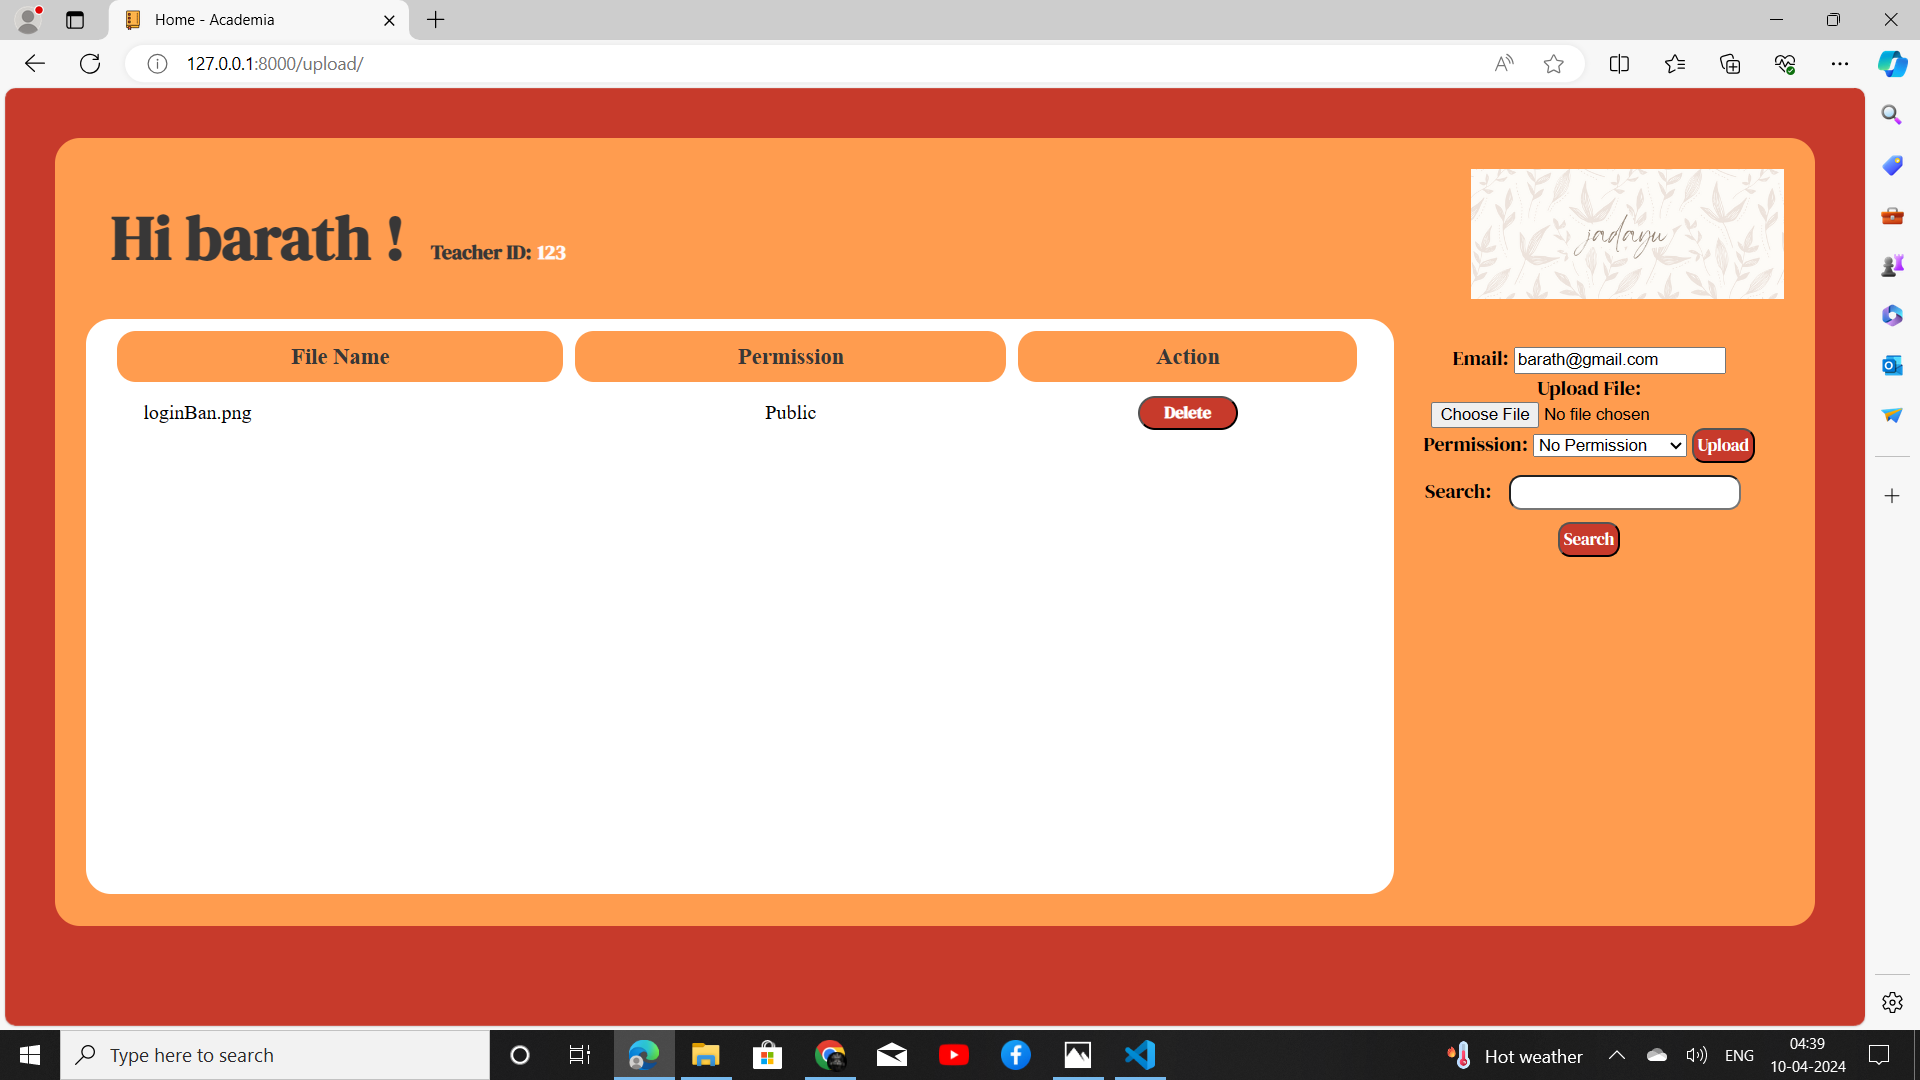 Home - Academia
127.0.0.1:8000/upload/
Hi barath !
Teacher ID: 123
jadayu
File Name Permission Action
loginBan.png Public Delete
Email: barath@gmail.com
Upload File:
Choose File No file chosen
Permission: No Permission Upload
Search:
Search
Type here to search
Hot weather
ENG
04:39
10-04-2024